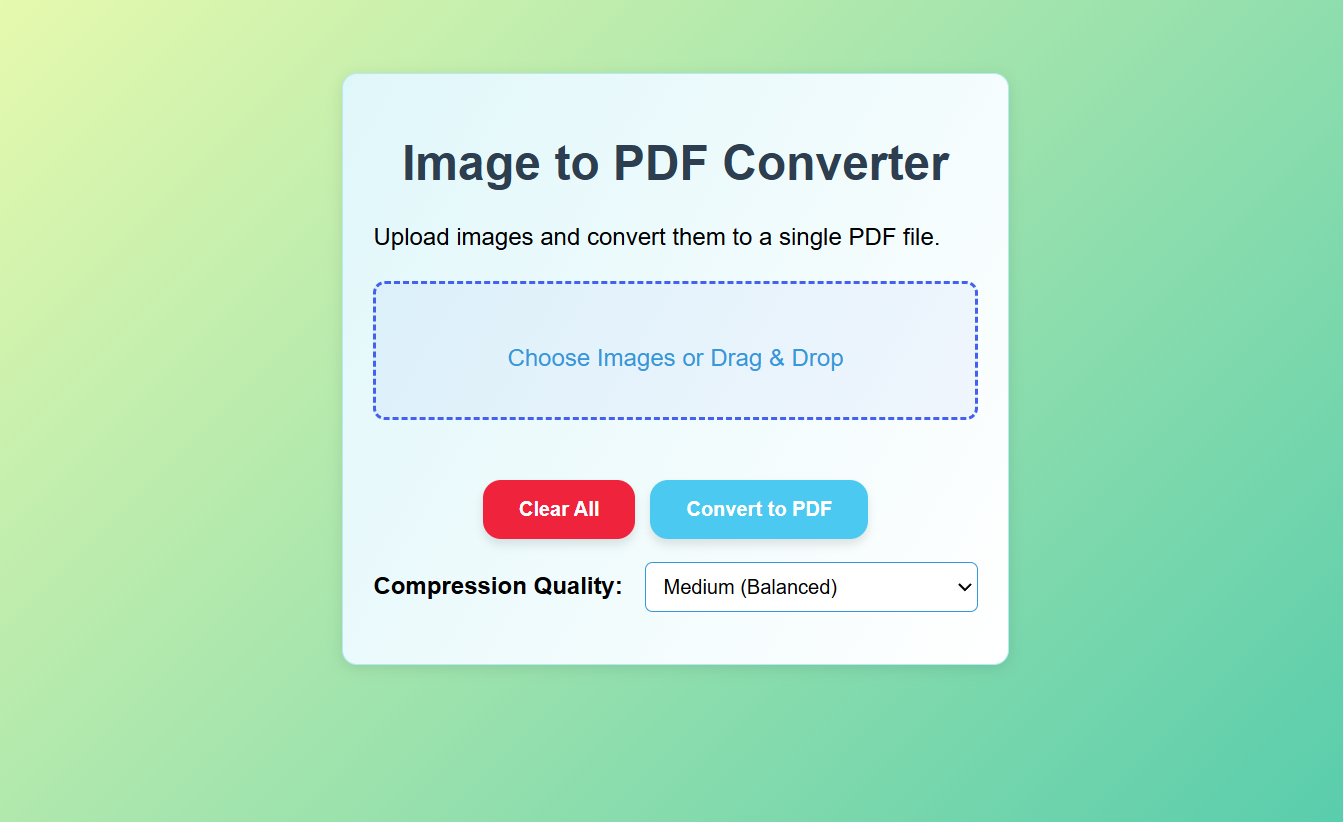 Image to PDF Converter
Upload images and convert them to a single PDF file.
Choose Images or Drag & Drop
Clear All
Convert to PDF
Compression Quality:
Medium (Balanced)